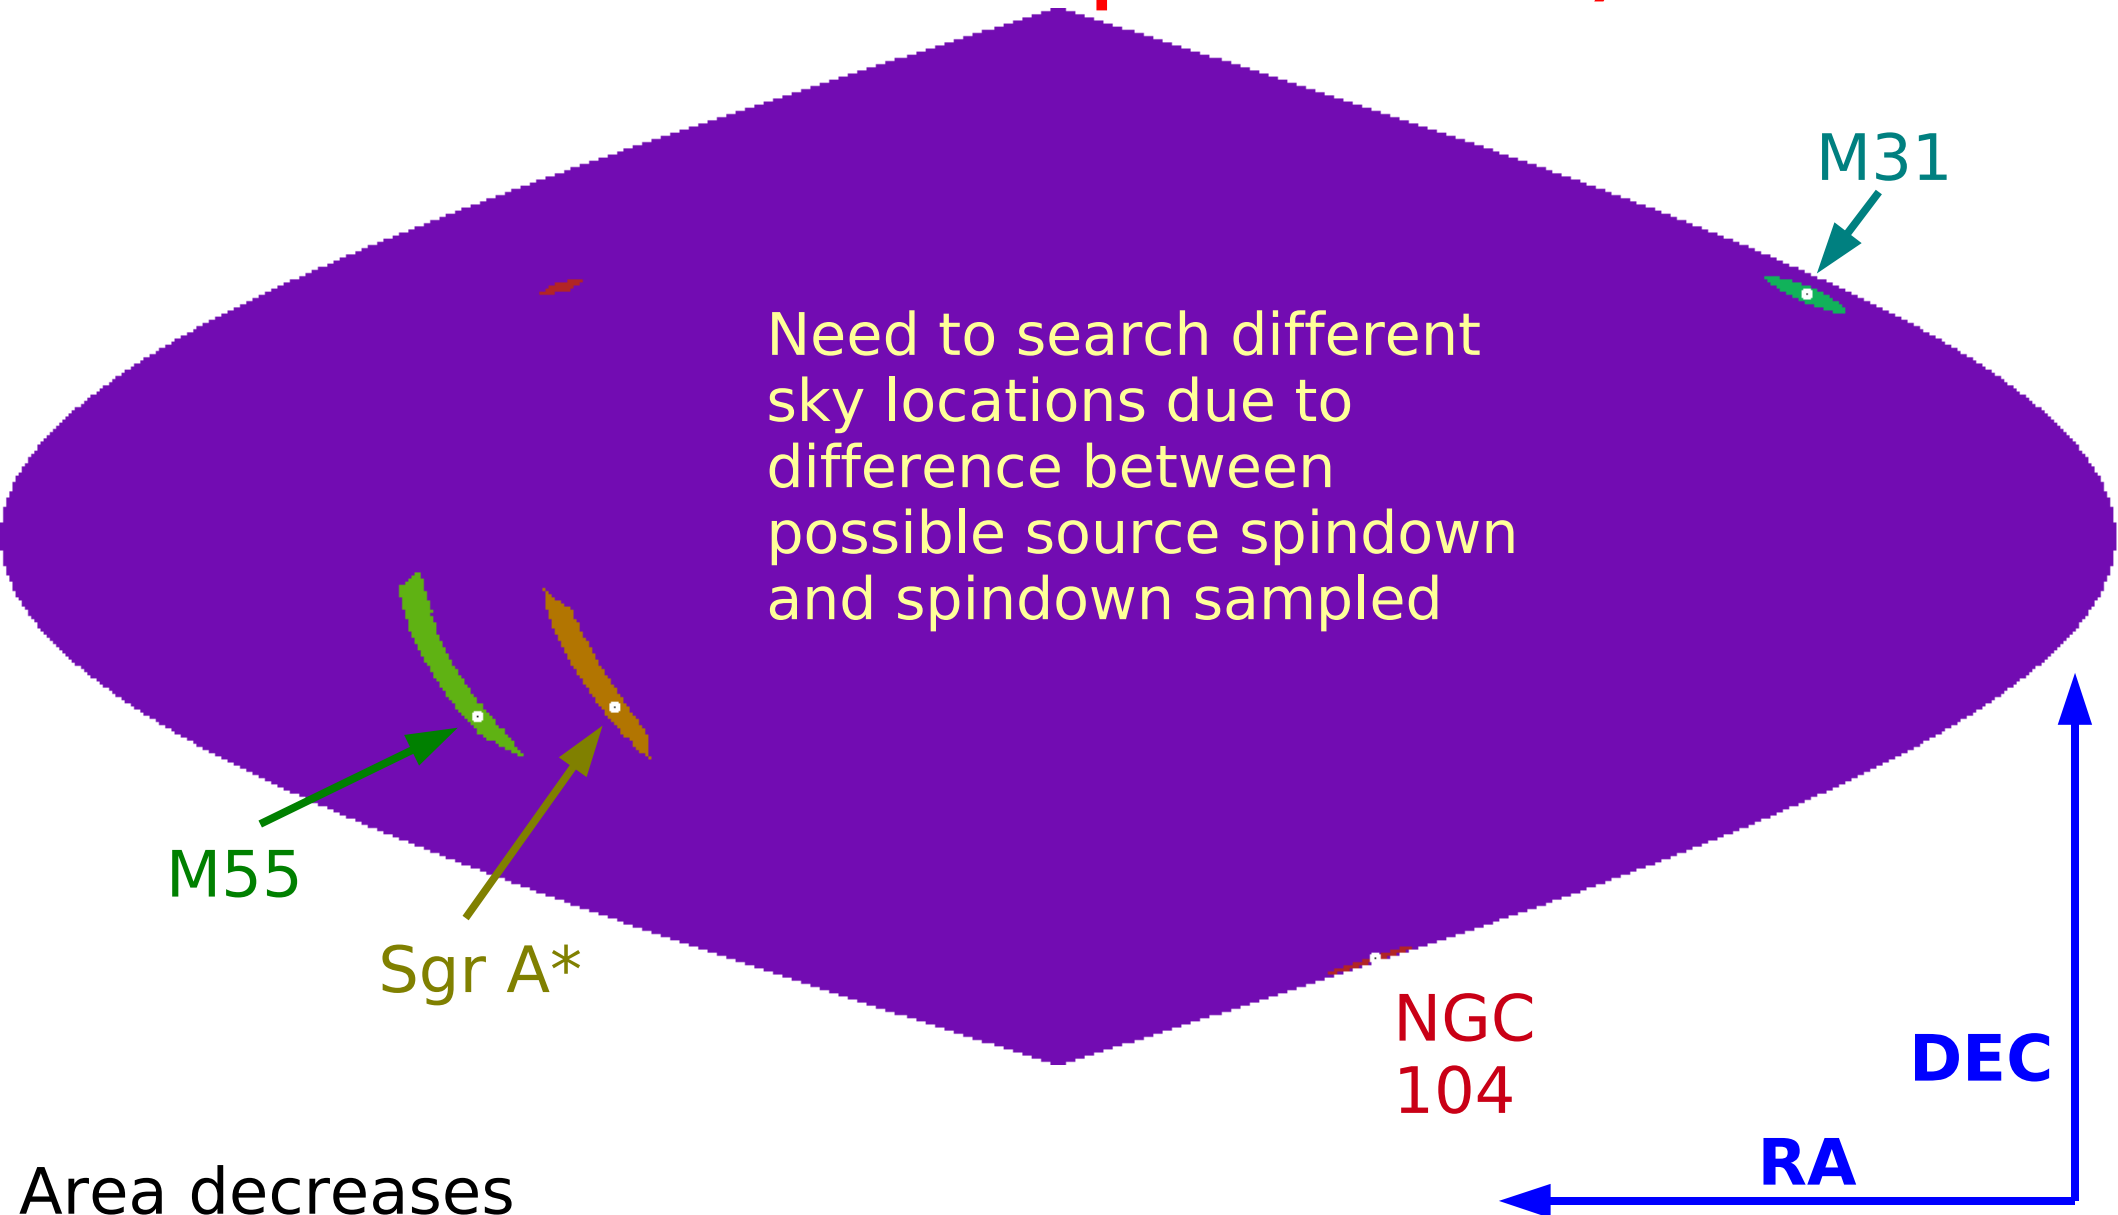 M31
Need to search different
sky locations due to
difference between
possible source spindown
and spindown sampled
M55
Sgr A*
NGC
104
DEC
RA
Area decreases